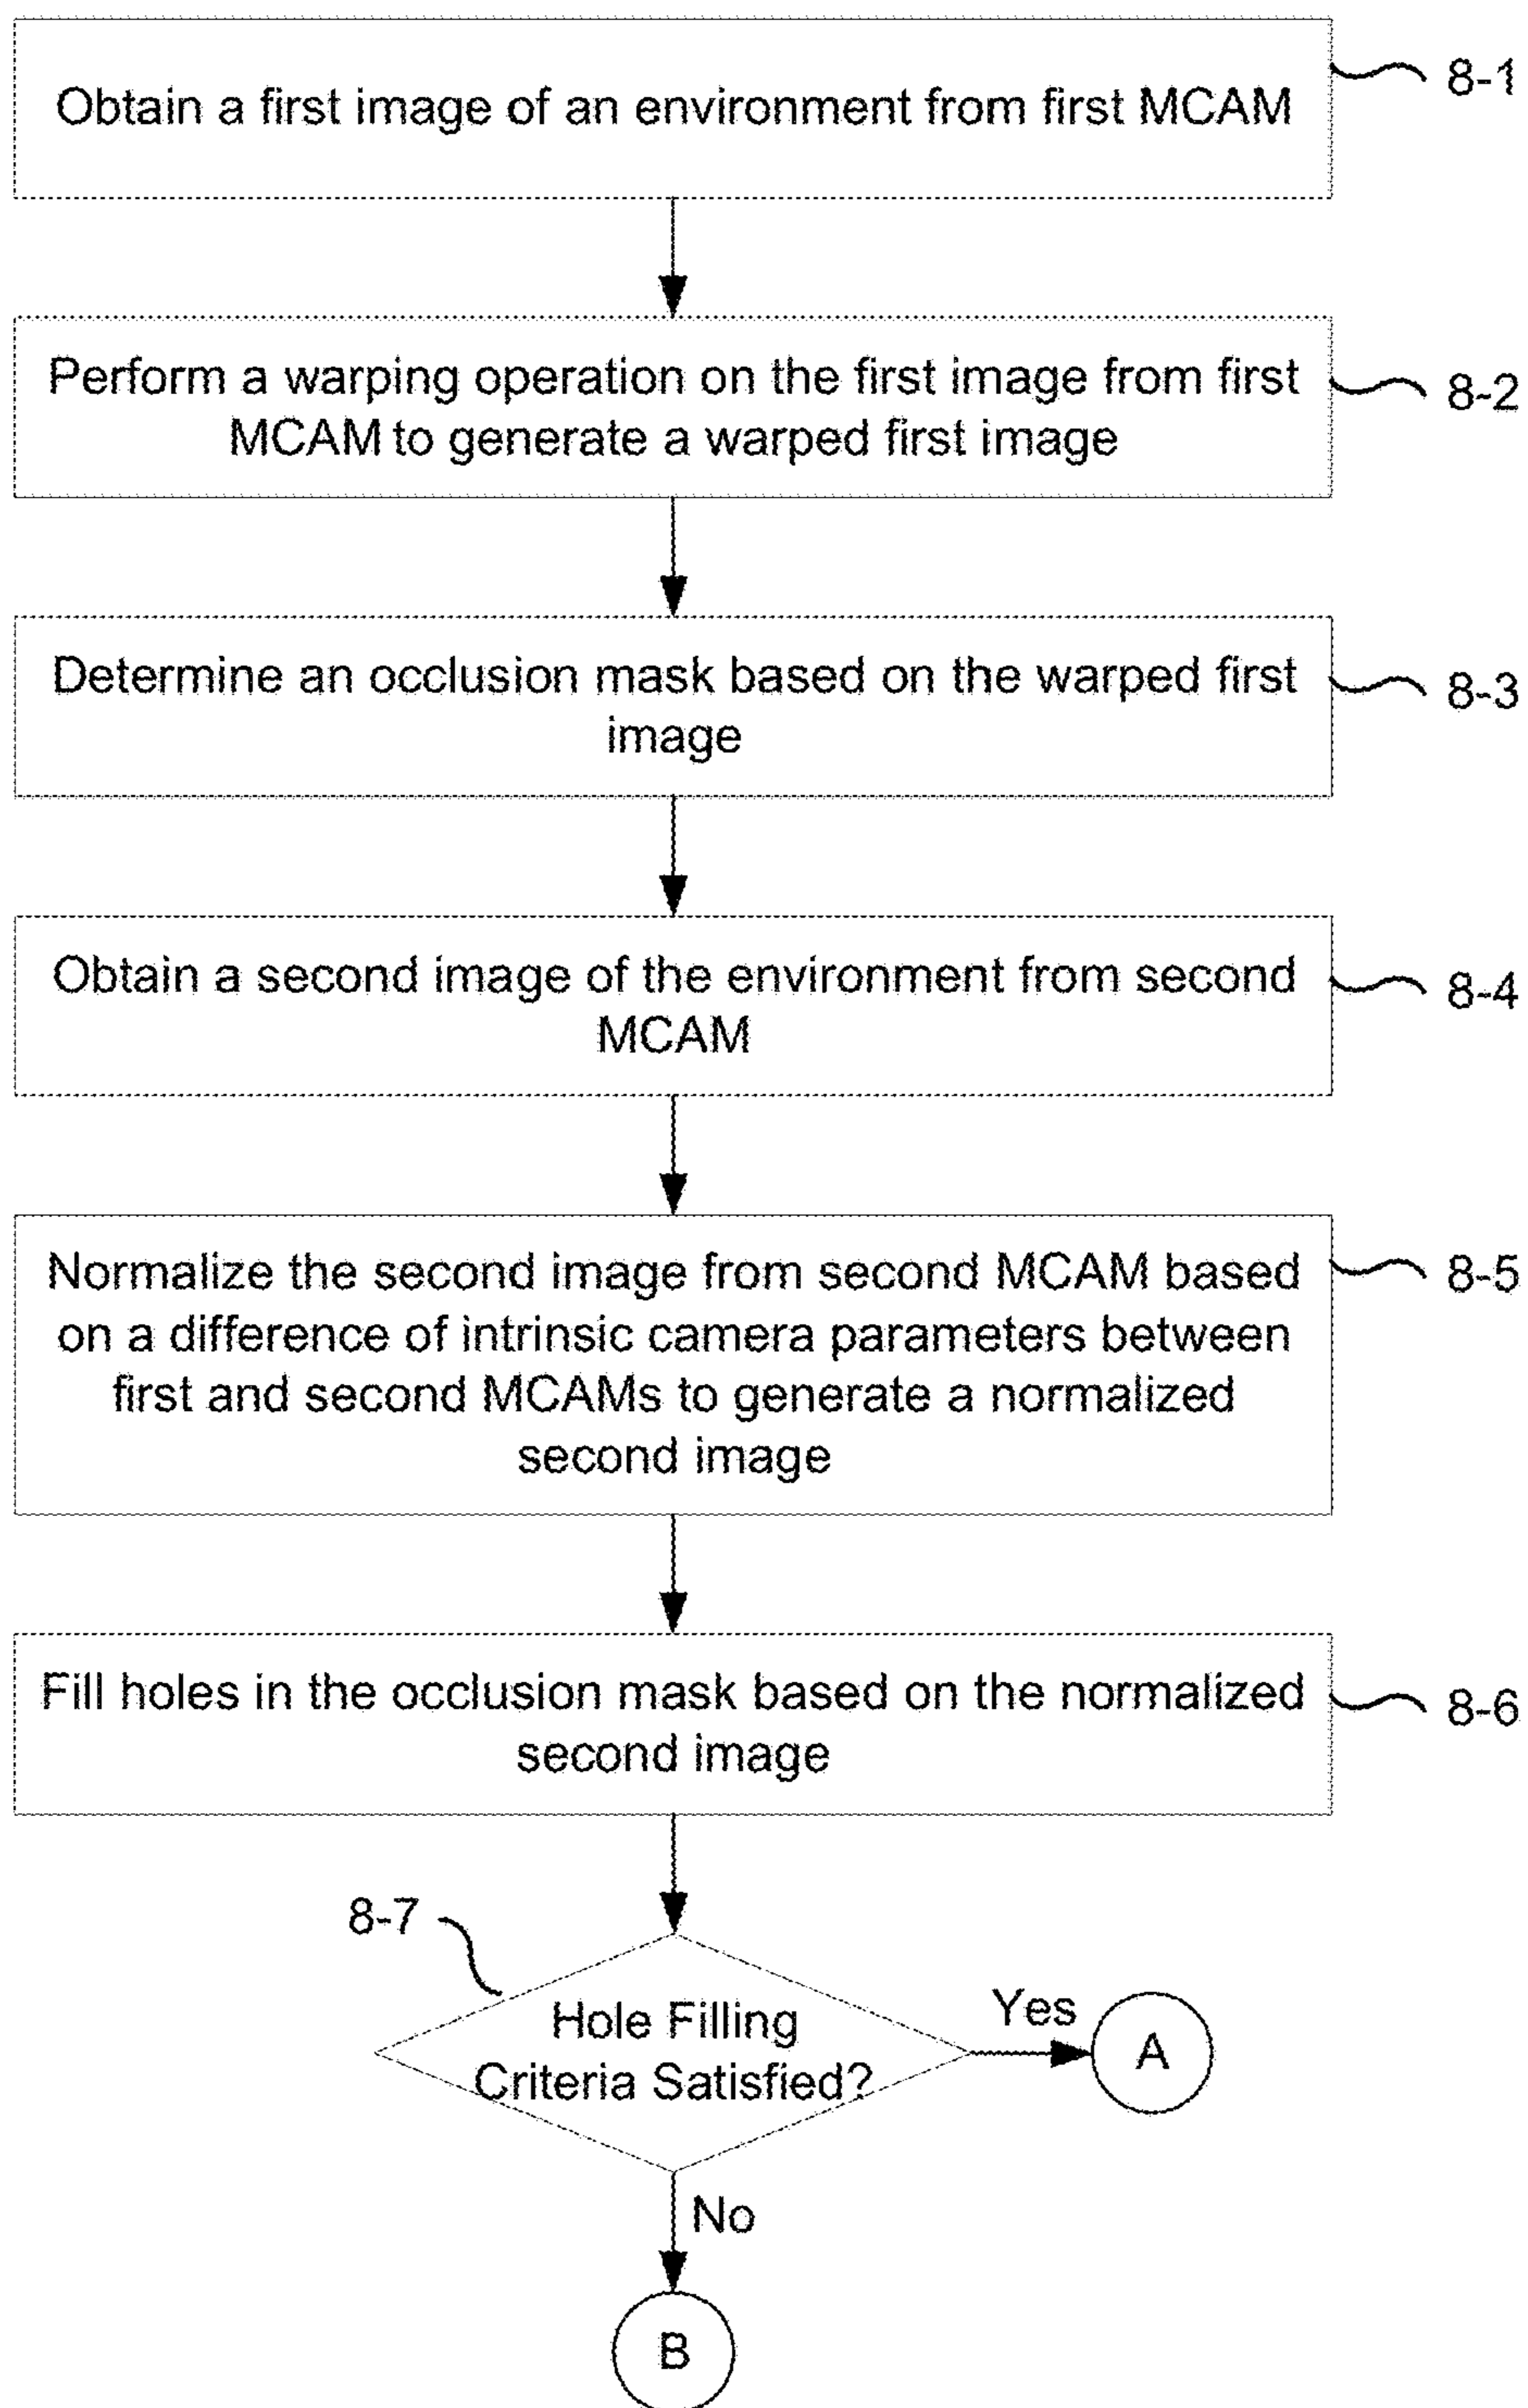 Obtain a first image of an environment from first MCAM
8-1
Perform a warping operation on the first image from first
MCAM to generate a warped first image
8-2
Determine an occlusion mask based on the warped first
image
8-3
Obtain a second image of the environment from second
MCAM
8-4
Normalize the second image from second MCAM based
on a difference of intrinsic camera parameters between
first and second MCAMs to generate a normalized
second image
8-5
Fill holes in the occlusion mask based on the normalized
second image
8-6
8-7
Hole Filling
Criteria Satisfied?
Yes
A
No
B